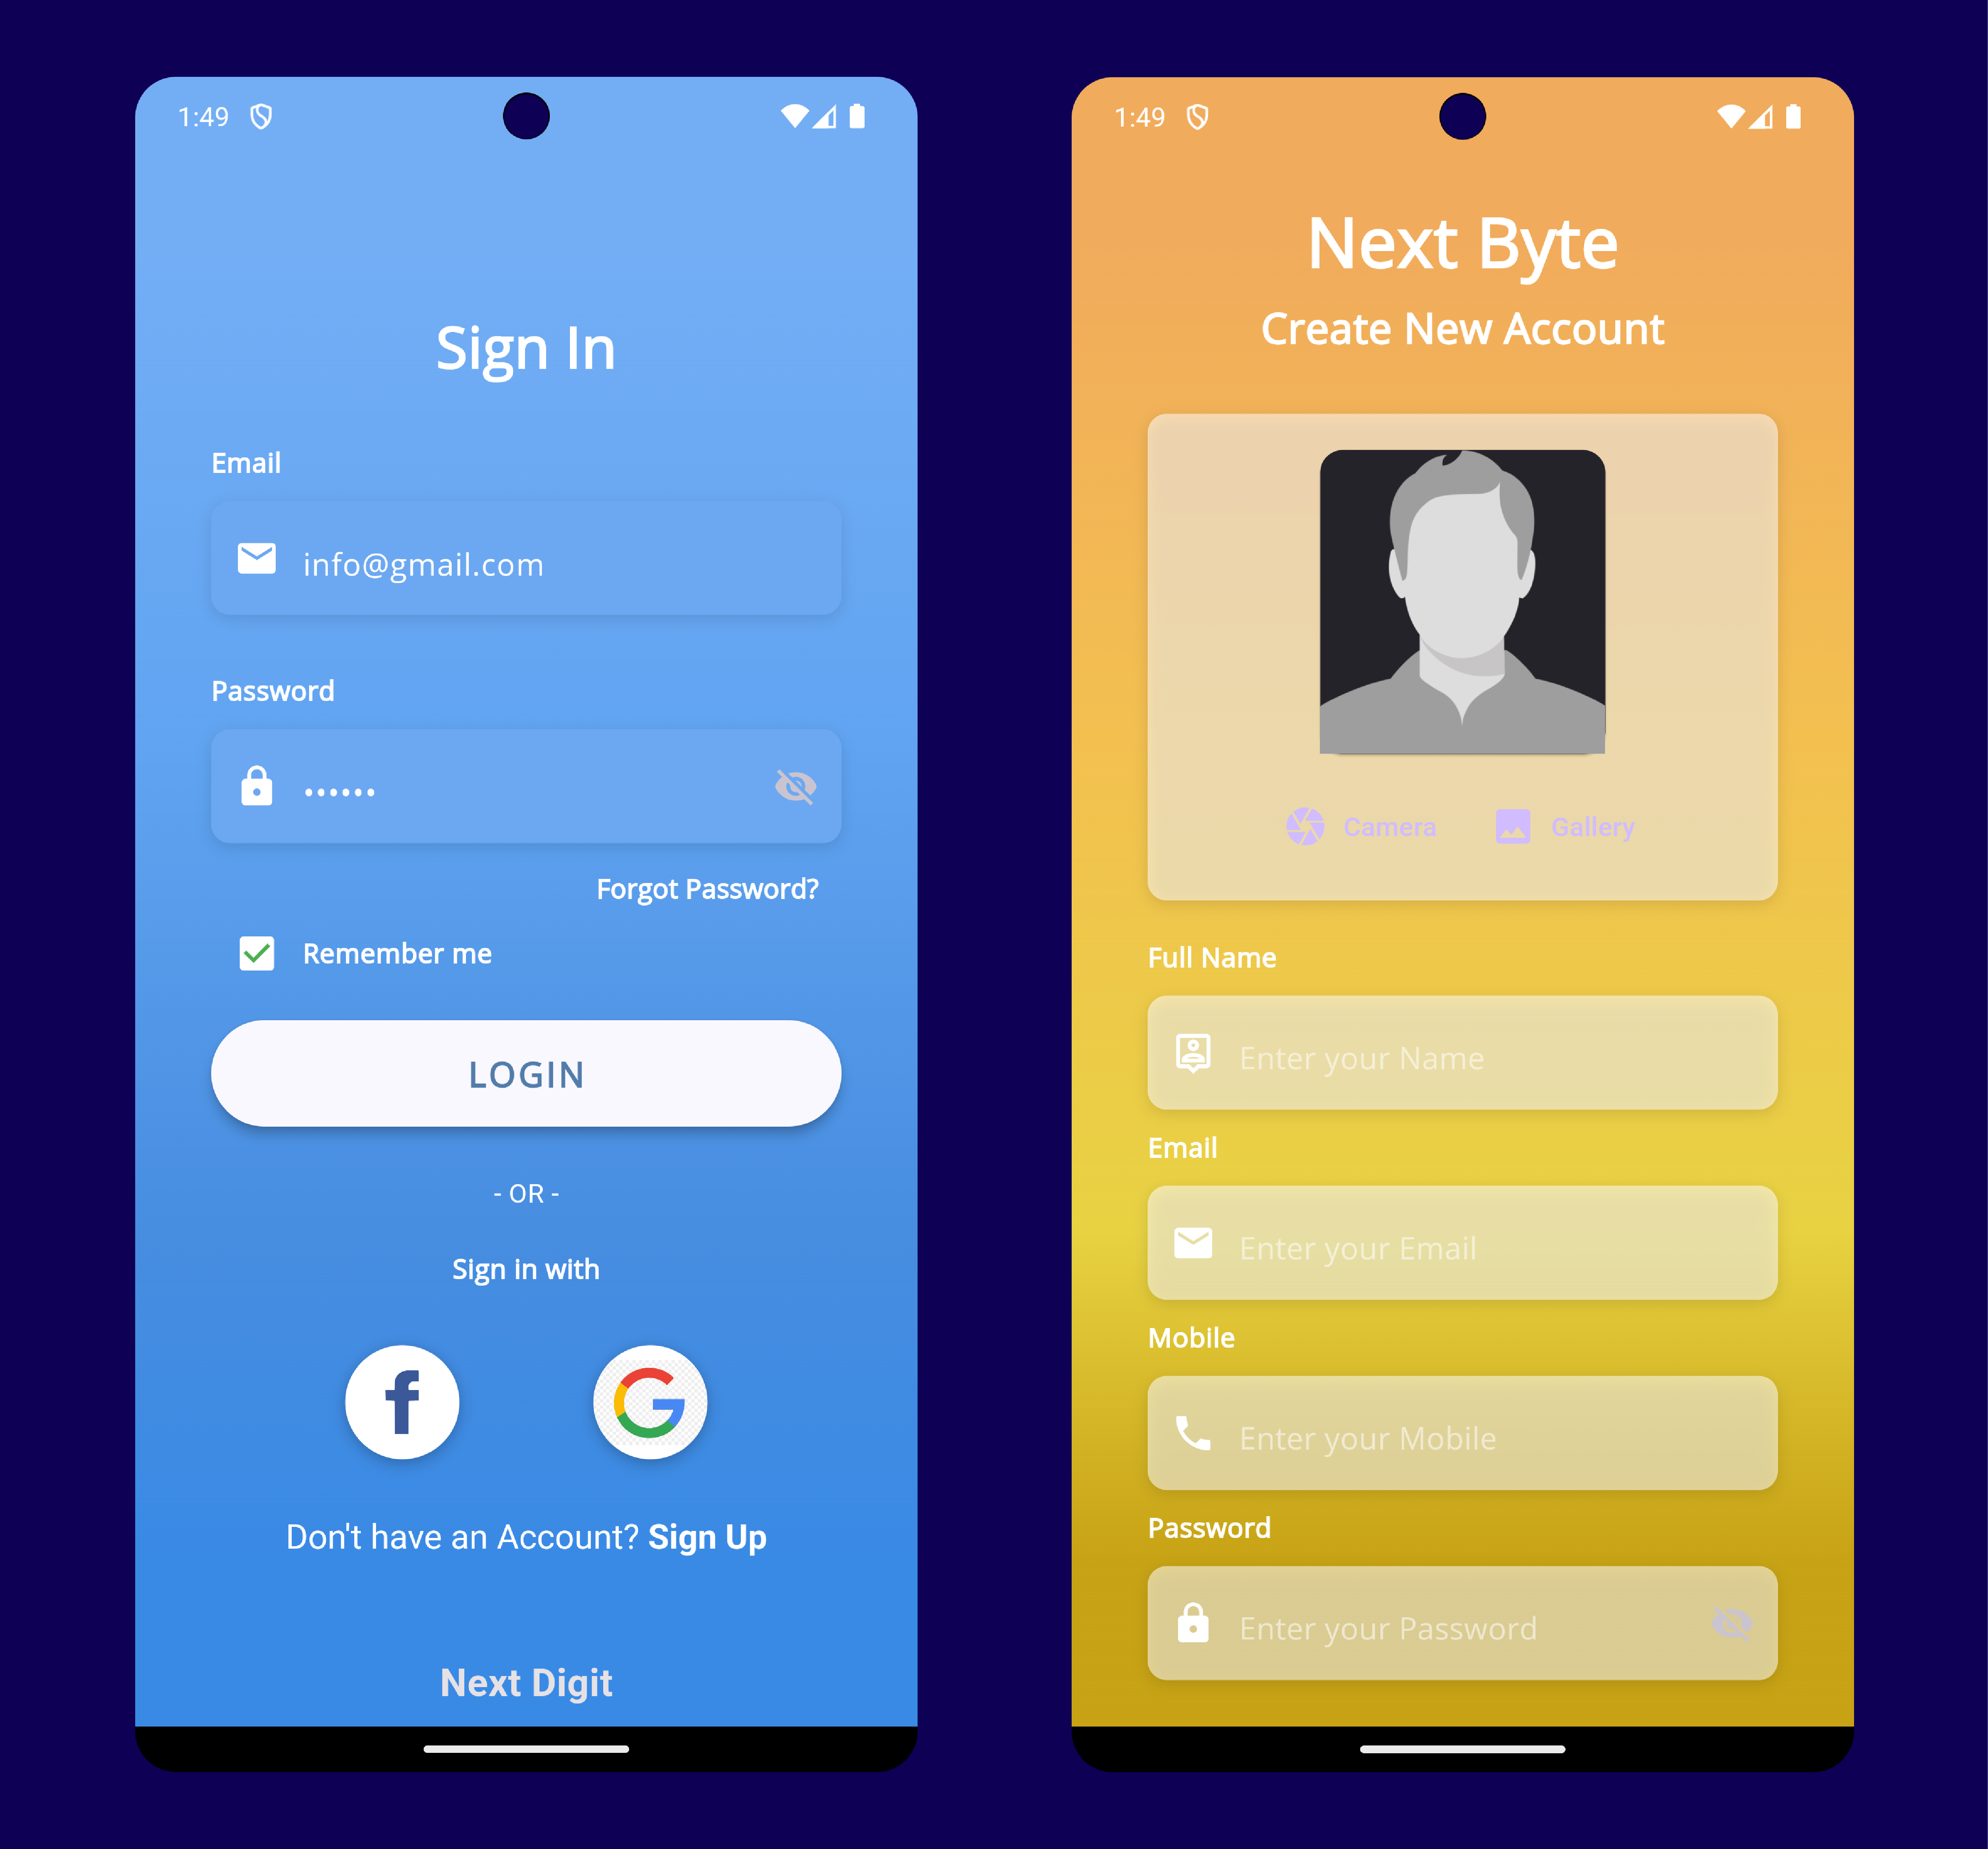 1:49
Sign In
Email
info@gmail.com
Password
••••••
Forgot Password?
Remember me
LOGIN
- OR -
Sign in with
f
G
Don't have an Account? Sign Up
Next Digit
1:49
Next Byte
Create New Account
Camera Gallery
Full Name
Enter your Name
Email
Enter your Email
Mobile
Enter your Mobile
Password
Enter your Password